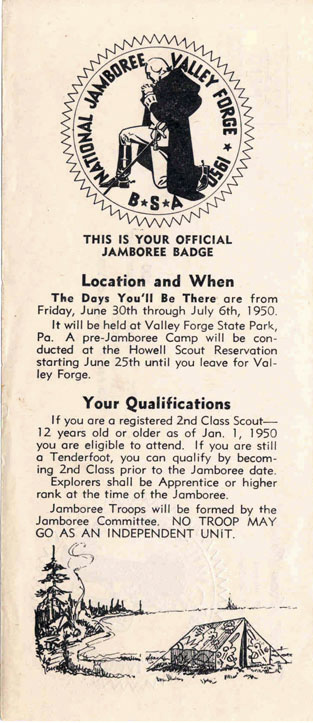 NATIONAL JAMBOREE VALLEY FORGE ★ 1950
B★S★A
THIS IS YOUR OFFICIAL
JAMBOREE BADGE
Location and When
The Days You'll Be There are from
Friday, June 30th through July 6th, 1950.
It will be held at Valley Forge State Park,
Pa. A pre-Jamboree Camp will be con-
ducted at the Howell Scout Reservation
starting June 25th until you leave for Val-
ley Forge.
Your Qualifications
If you are a registered 2nd Class Scout—
12 years old or older as of Jan. 1, 1950
you are eligible to attend. If you are still
a Tenderfoot, you can qualify by becom-
ing 2nd Class prior to the Jamboree date.
Explorers shall be Apprentice or higher
rank at the time of the Jamboree.
Jamboree Troops will be formed by the
Jamboree Committee. NO TROOP MAY
GO AS AN INDEPENDENT UNIT.